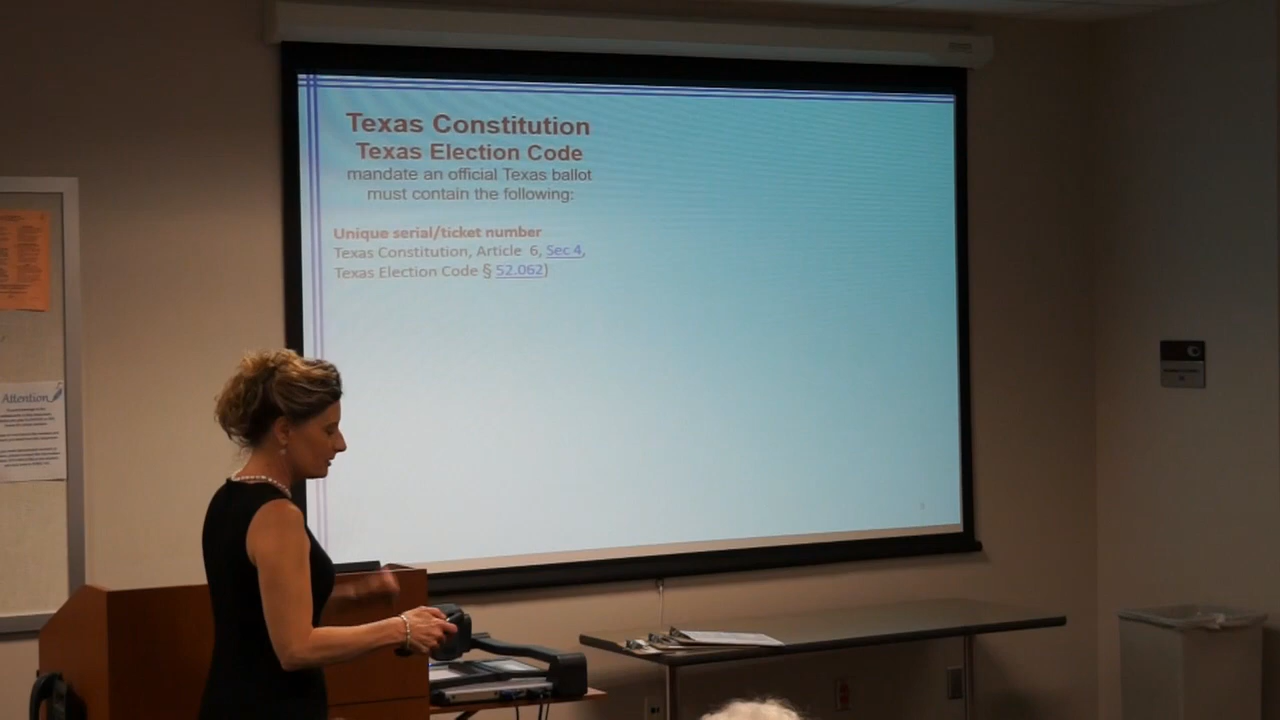 Texas Constitution
Texas Election Code
mandate an official Texas ballot
must contain the following:
Unique serial/ticket number
Texas Constitution, Article 6, Sec 4,
Texas Election Code § 52.062)
Attention